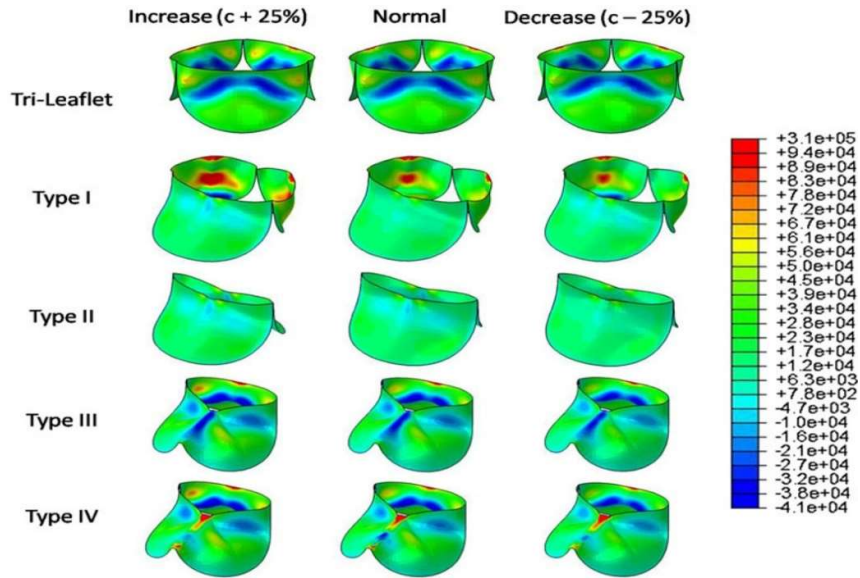 Increase (c + 25%) Normal Decrease (c – 25%)
Tri-Leaflet
Type I
Type II
Type III
Type IV
+3.1e+05
+9.4e+04
+8.9e+04
+8.3e+04
+7.8e+04
+7.2e+04
+6.7e+04
+6.1e+04
+5.6e+04
+5.0e+04
+4.5e+04
+3.9e+04
+3.4e+04
+2.8e+04
+2.3e+04
+1.7e+04
+1.2e+04
+6.3e+03
+7.8e+02
-4.7e+03
-1.0e+04
-1.6e+04
-2.1e+04
-2.7e+04
-3.2e+04
-3.8e+04
-4.1e+04